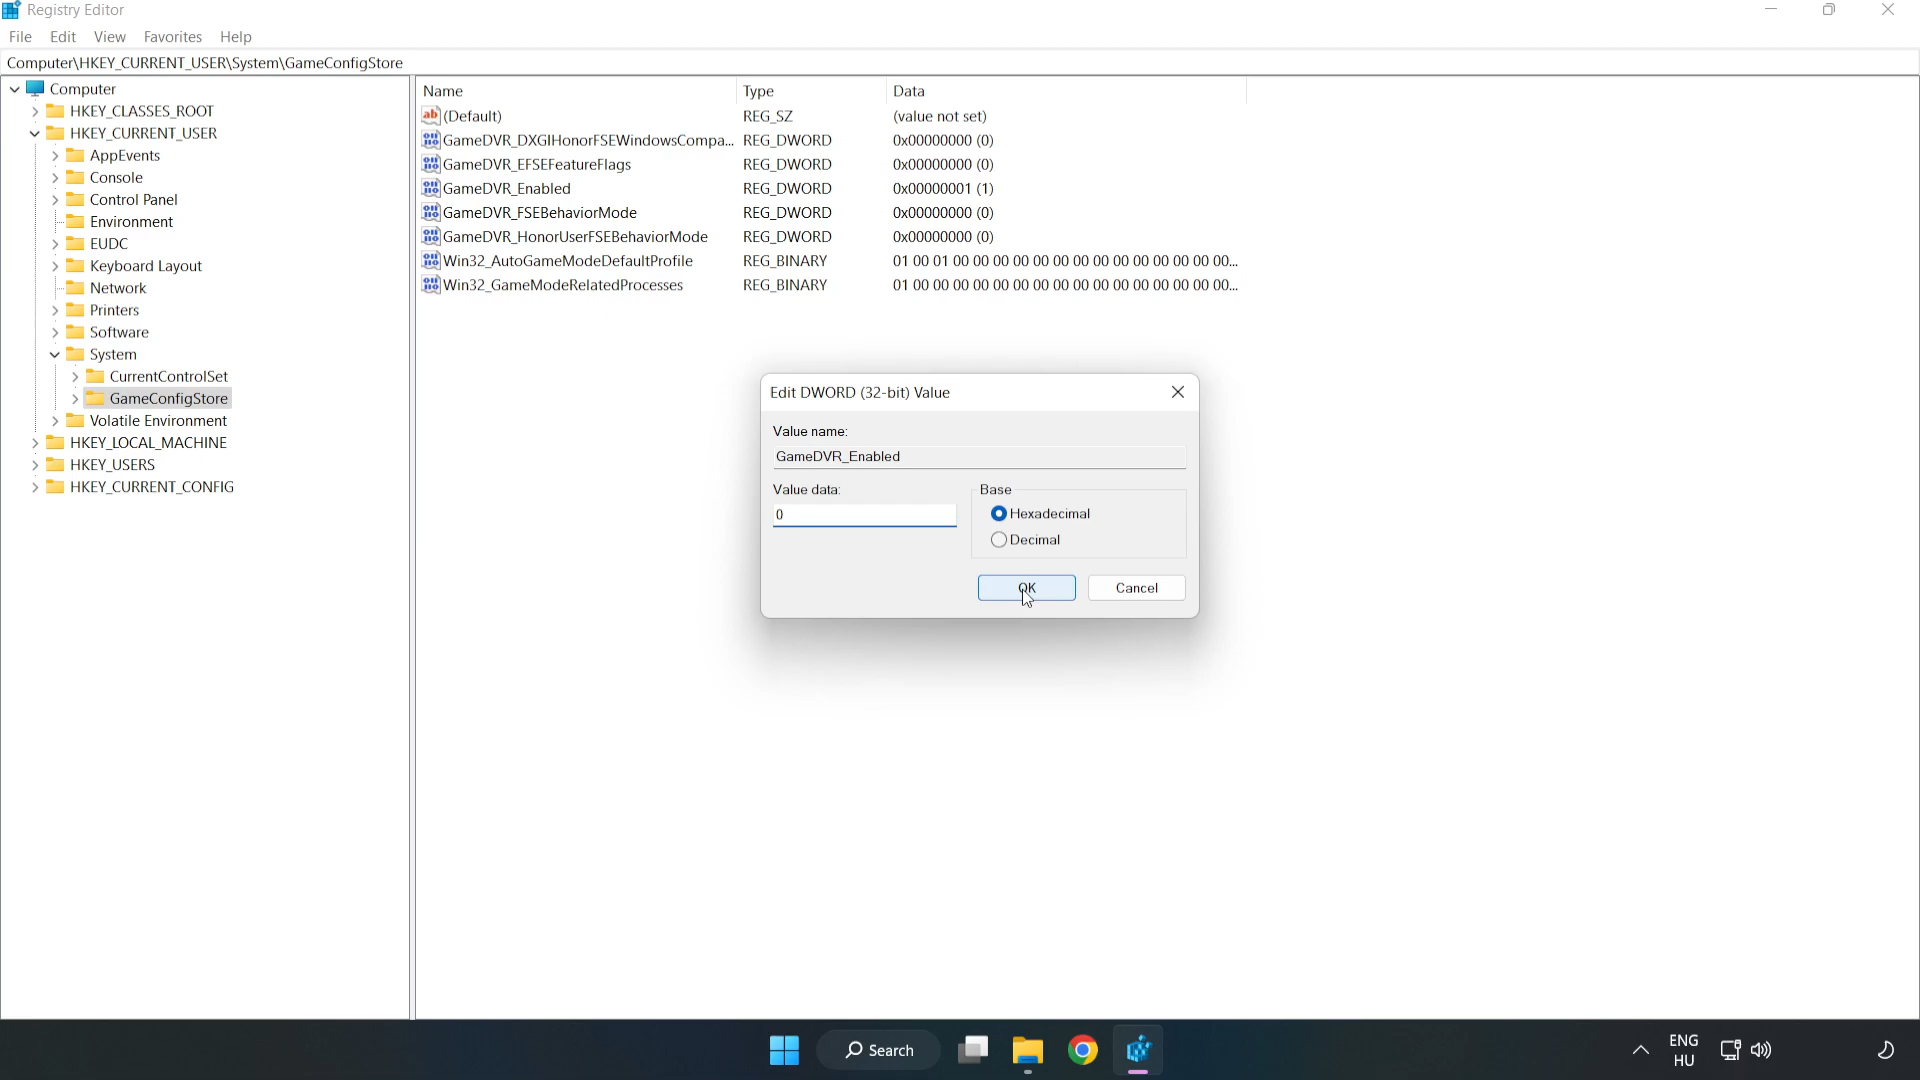 Registry Editor
File Edit View Favorites Help
Computer\HKEY_CURRENT_USER\System\GameConfigStore
Computer
HKEY_CLASSES_ROOT
HKEY_CURRENT_USER
AppEvents
Console
Control Panel
Environment
EUDC
Keyboard Layout
Network
Printers
Software
System
CurrentControlSet
GameConfigStore
Volatile Environment
HKEY_LOCAL_MACHINE
HKEY_USERS
HKEY_CURRENT_CONFIG
Name Type Data
(Default) REG_SZ (value not set)
GameDVR_DXGIHonorFSEWindowsCompa... REG_DWORD 0x00000000 (0)
GameDVR_EFSEFeatureFlags REG_DWORD 0x00000000 (0)
GameDVR_Enabled REG_DWORD 0x00000001 (1)
GameDVR_FSEBehaviorMode REG_DWORD 0x00000000 (0)
GameDVR_HonorUserFSEBehaviorMode REG_DWORD 0x00000000 (0)
Win32_AutoGameModeDefaultProfile REG_BINARY 01 00 01 00 00 00 00 00 00 00 00 00 00 00 00 00 00...
Win32_GameModeRelatedProcesses REG_BINARY 01 00 00 00 00 00 00 00 00 00 00 00 00 00 00 00 00...
Edit DWORD (32-bit) Value
Value name:
GameDVR_Enabled
Value data: Base
0 Hexadecimal
Decimal
OK Cancel
Search
ENG
HU